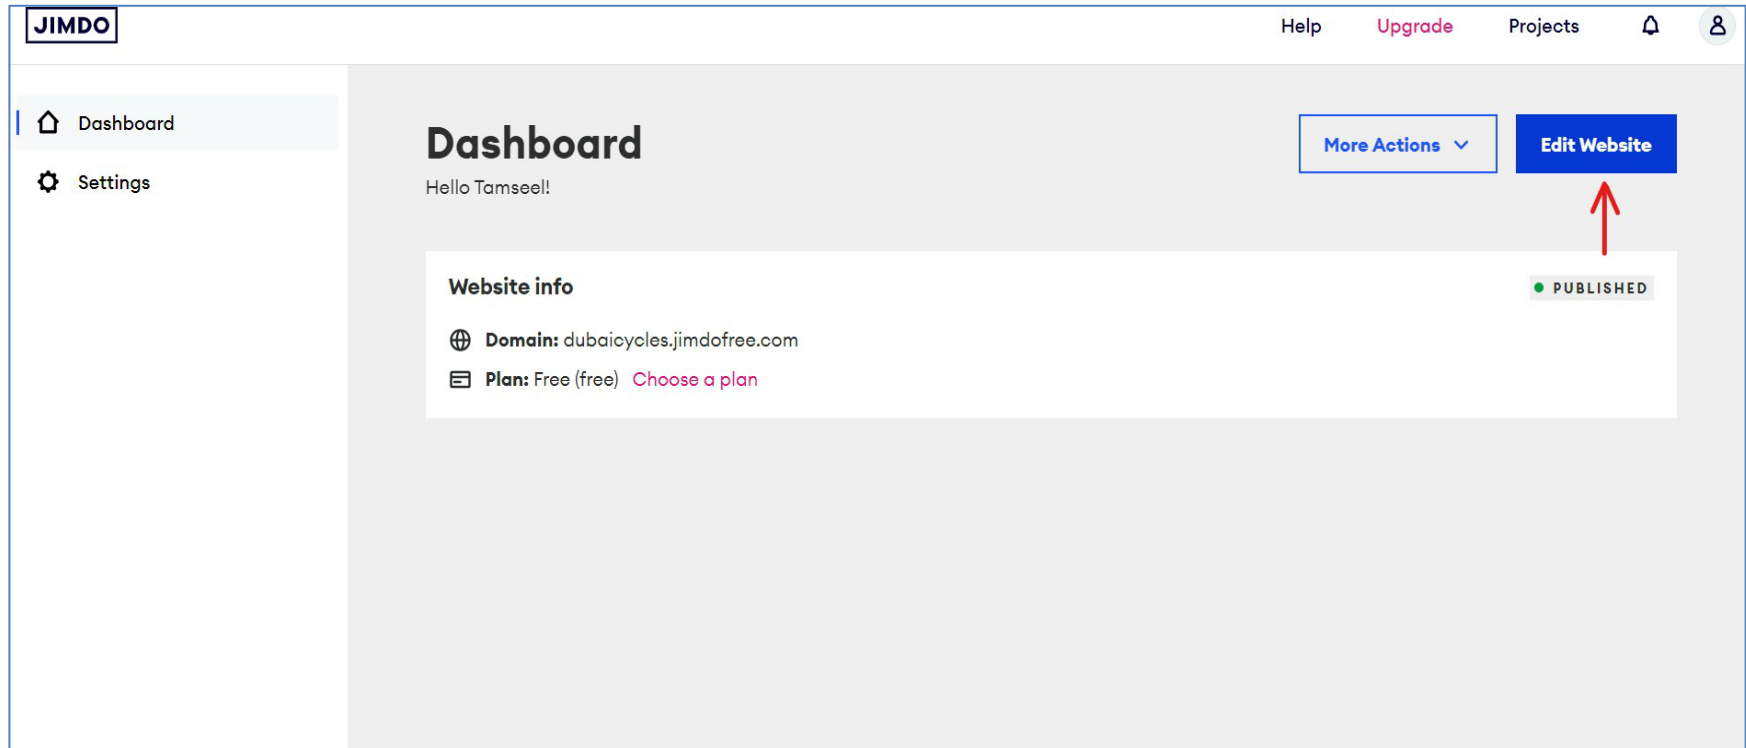 JIMDO
Help
Upgrade
Projects
Dashboard
Settings
Dashboard
Hello Tamseel!
More Actions
Edit Website
Website info
PUBLISHED
Domain: dubaicycles.jimdofree.com
Plan: Free (free) Choose a plan